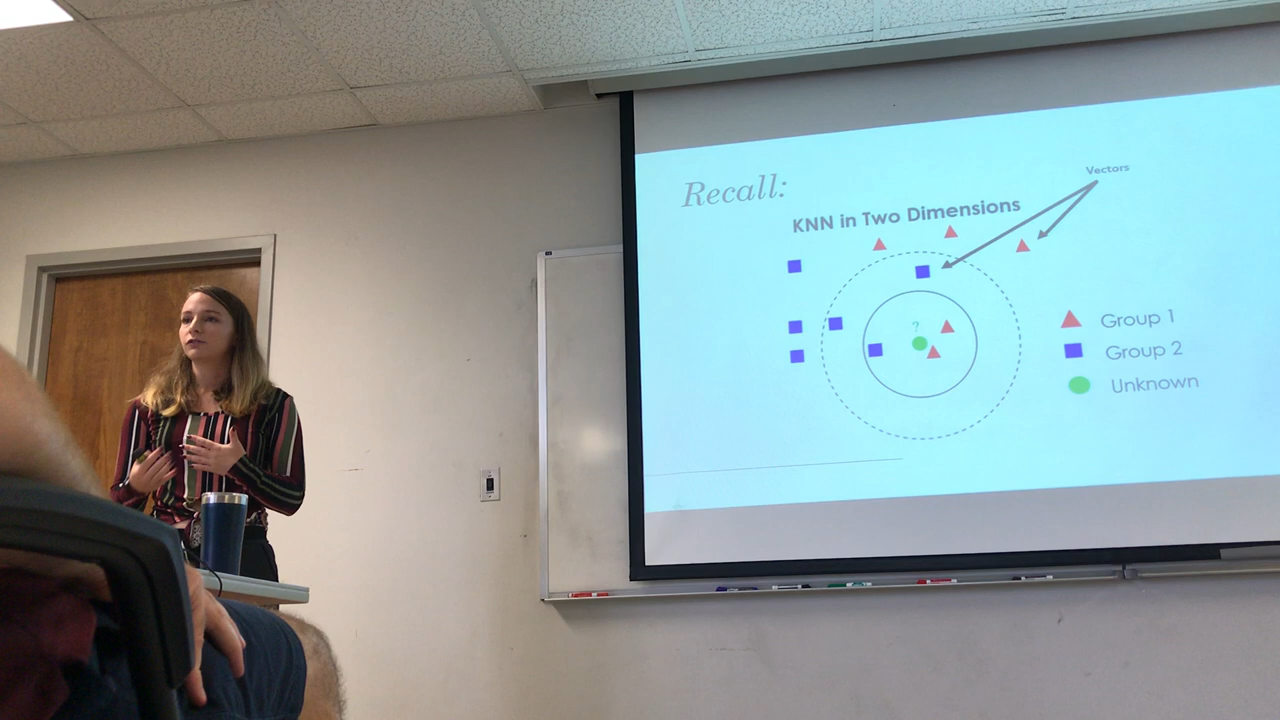 Recall:
Vectors
KNN in Two Dimensions
?
Group 1
Group 2
Unknown